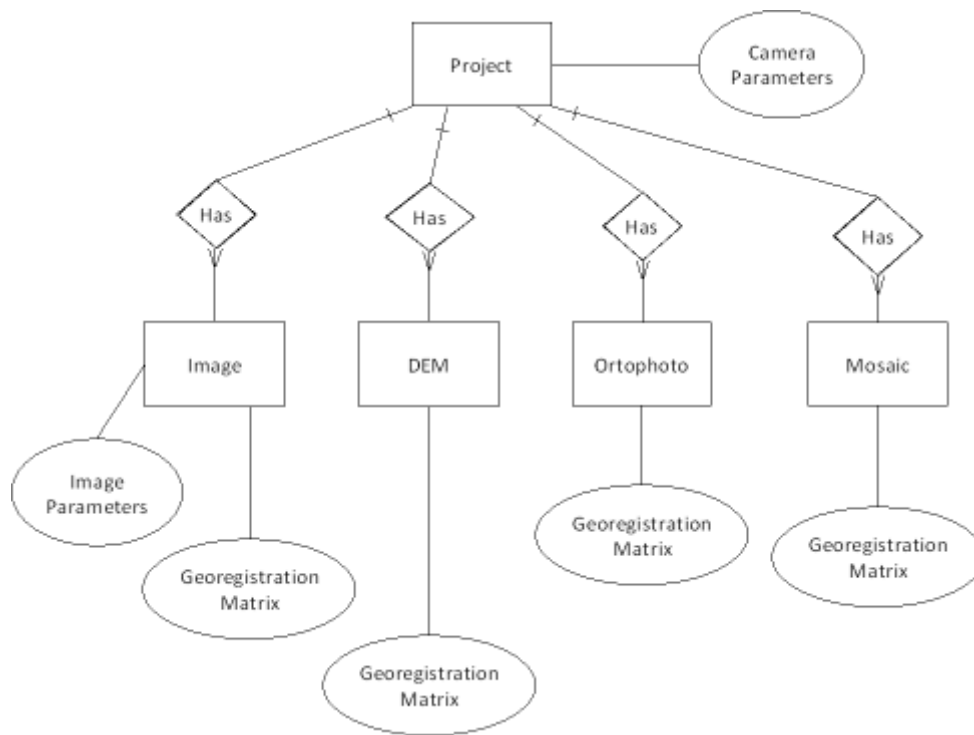 Project
Camera
Parameters
Has
Has
Has
Has
Image
DEM
Ortophoto
Mosaic
Image
Parameters
Georegistration
Matrix
Georegistration
Matrix
Georegistration
Matrix
Georegistration
Matrix